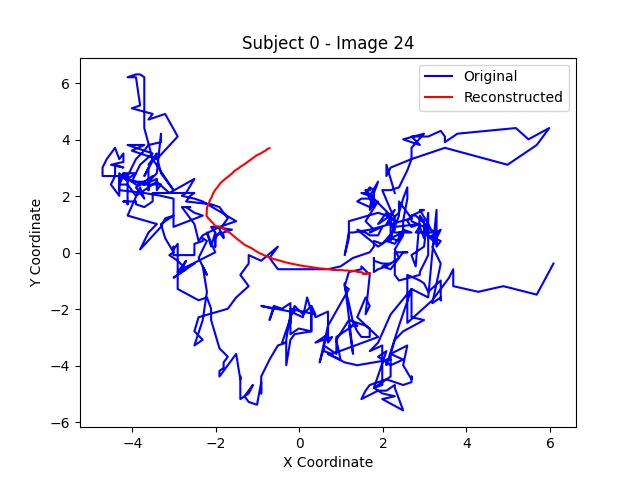 Subject 0 - Image 24
Original
Reconstructed
6
4
2
0
−2
−4
−6
Y Coordinate
−4
−2
0
2
4
6
X Coordinate